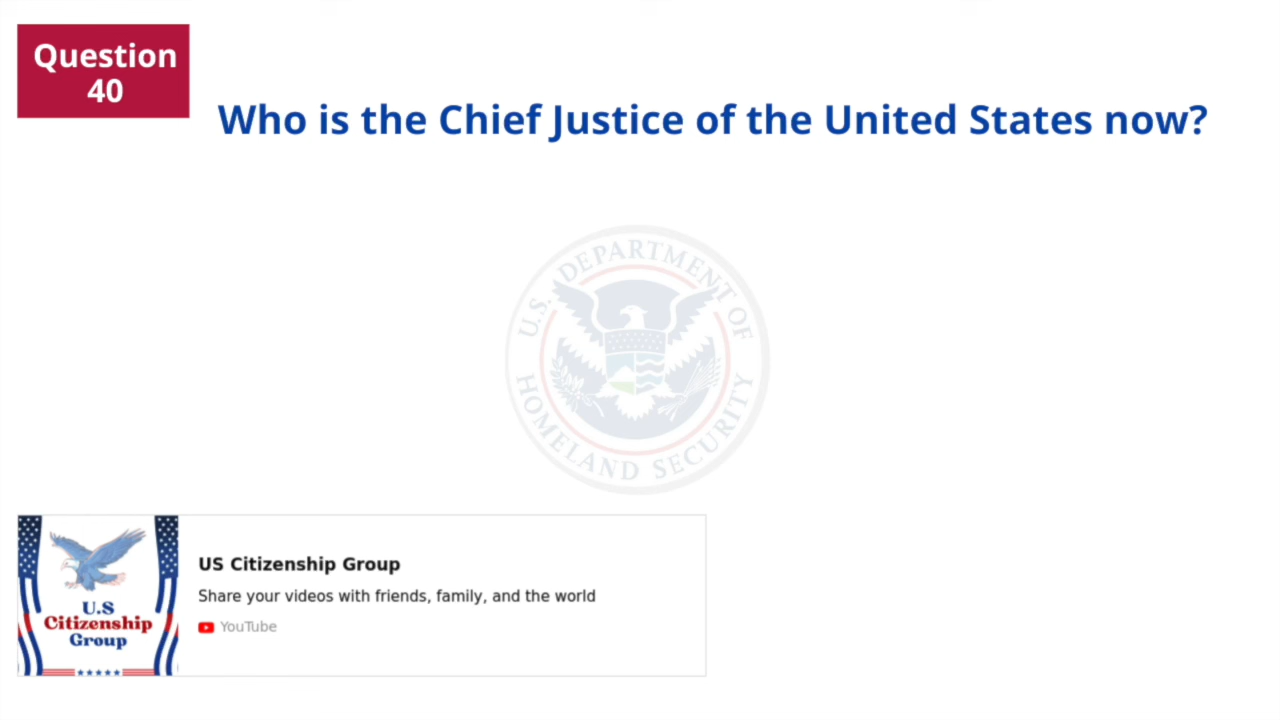 Question
40
Who is the Chief Justice of the United States now?
U.S. DEPARTMENT OF
HOMELAND SECURITY
U.S
Citizenship
Group
US Citizenship Group
Share your videos with friends, family, and the world
YouTube